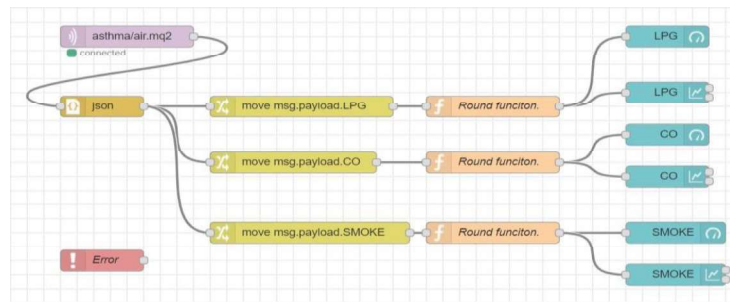 asthma/air.mq2
LPG
connected
json
move msg.payload.LPG
Round funciton.
LPG
CO
move msg.payload.CO
Round funciton.
CO
move msg.payload.SMOKE
Round funciton.
SMOKE
Error
SMOKE